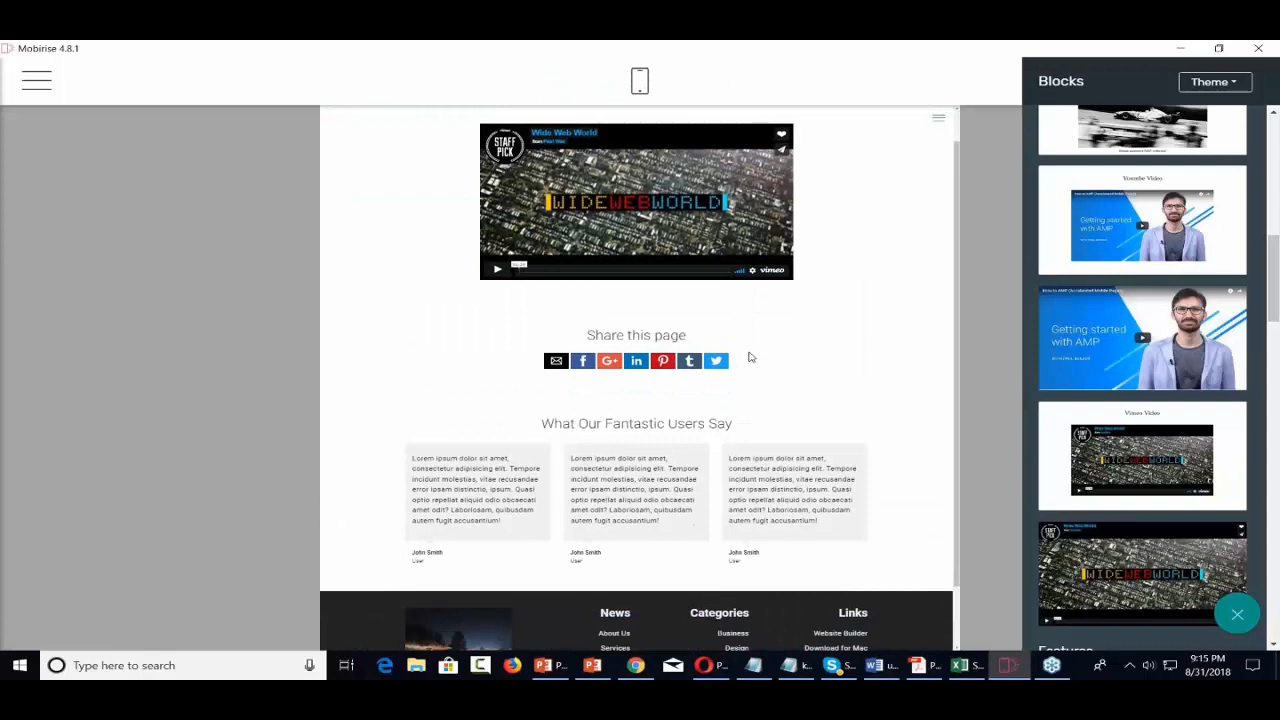 Mobirise 4.8.1
Blocks
Theme
STAFF PICK
Wide Web World
from
WIDEWEBWORLD
vimeo
Share this page
What Our Fantastic Users Say
Lorem ipsum dolor sit amet,
consectetur adipisicing elit. Tempore
incidunt molestias, vitae recusandae
error ipsam distinctio, ipsum. Quasi
optio repellat aliquid odio obcaecati
amet odit? Laboriosam, quibusdam
autem fugit accusantium!
John Smith
User
Lorem ipsum dolor sit amet,
consectetur adipisicing elit. Tempore
incidunt molestias, vitae recusandae
error ipsam distinctio, ipsum. Quasi
optio repellat aliquid odio obcaecati
amet odit? Laboriosam, quibusdam
autem fugit accusantium!
John Smith
User
Lorem ipsum dolor sit amet,
consectetur adipisicing elit. Tempore
incidunt molestias, vitae recusandae
error ipsam distinctio, ipsum. Quasi
optio repellat aliquid odio obcaecati
amet odit? Laboriosam, quibusdam
autem fugit accusantium!
John Smith
User
News
About Us
Services
Categories
Business
Design
Links
Website Builder
Download for Mac
Youtube Video
Getting started
with AMP
Getting started
with AMP
Vimeo Video
WIDEWEBWORLD
WIDEWEBWORLD
Type here to search
P...
P...
k...
S...
u...
P...
S...
9:15 PM
8/31/2018